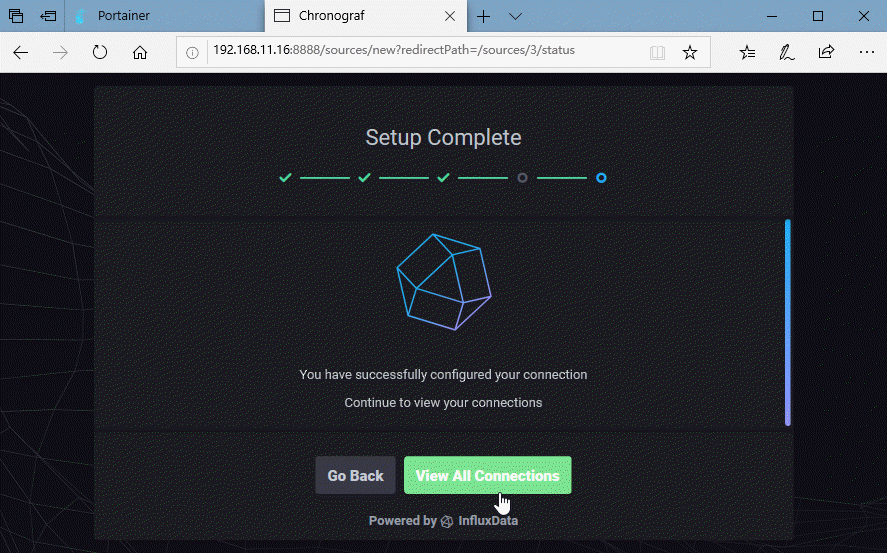 Portainer
Chronograf
192.168.11.16:8888/sources/new?redirectPath=/sources/3/status
Setup Complete
You have successfully configured your connection
Continue to view your connections
Go Back
View All Connections
Powered by InfluxData